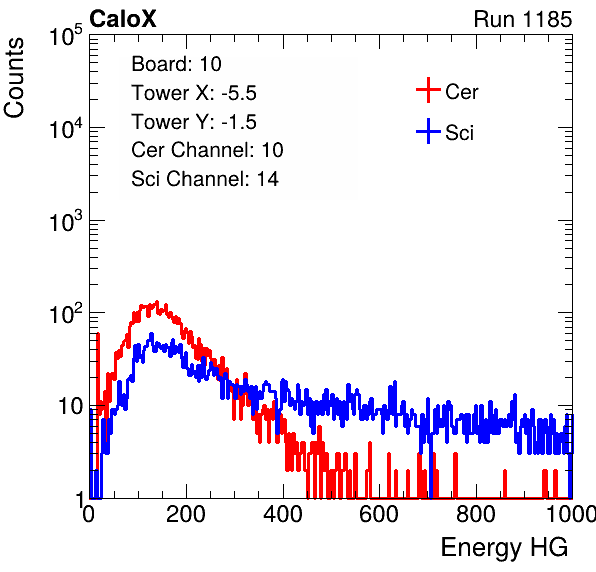 CaloX Run 1185
Counts
10^5
10^4
10^3
10^2
10
1
Board: 10
Tower X: -5.5
Tower Y: -1.5
Cer Channel: 10
Sci Channel: 14
Cer
Sci
0 200 400 600 800 1000
Energy HG